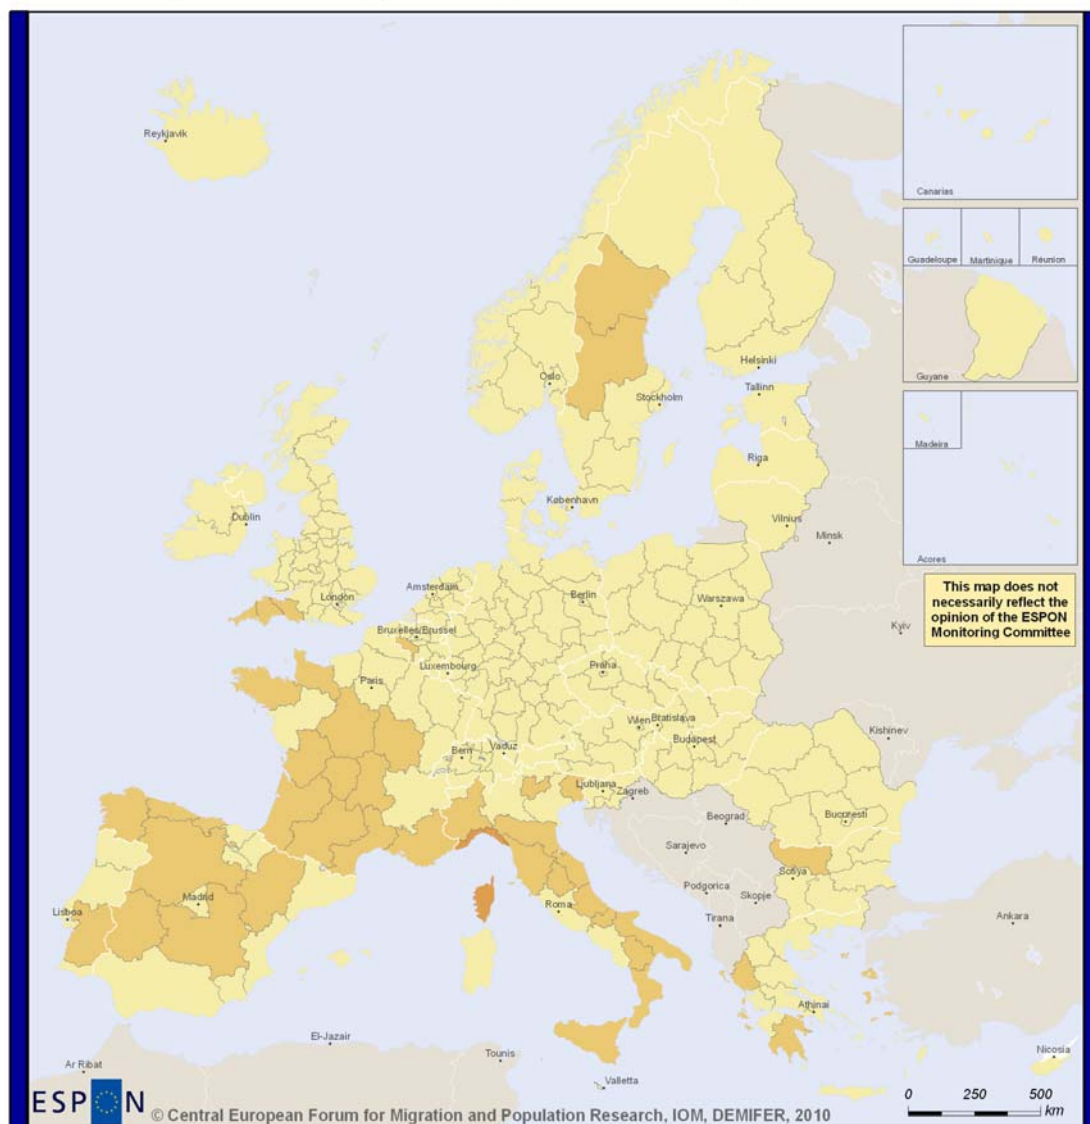 Reykjavik
Canarias
Guadeloupe
Martinique
Réunion
Guyane
Helsinki
Oslo
Tallinn
Stockholm
Madeira
Riga
København
Dublin
Vilnius
Minsk
Acores
This map does not
necessarily reflect the
opinion of the ESPON
Monitoring Committee
Amsterdam
Berlin
London
Warszawa
Kyiv
Bruxelles/Brussel
Luxembourg
Praha
Paris
Wien
Bratislava
Kishinev
Bern
Vaduz
Budapest
Ljubljana
Zagreb
Beograd
Bucuresti
Sarajevo
Sofiya
Madrid
Podgorica
Skopje
Roma
Lisboa
Tirana
Ankara
Athinai
El-Jazair
Tounis
Nicosia
Ar Ribat
Valletta
0 250 500
km
ESPON
© Central European Forum for Migration and Population Research, IOM, DEMIFER, 2010